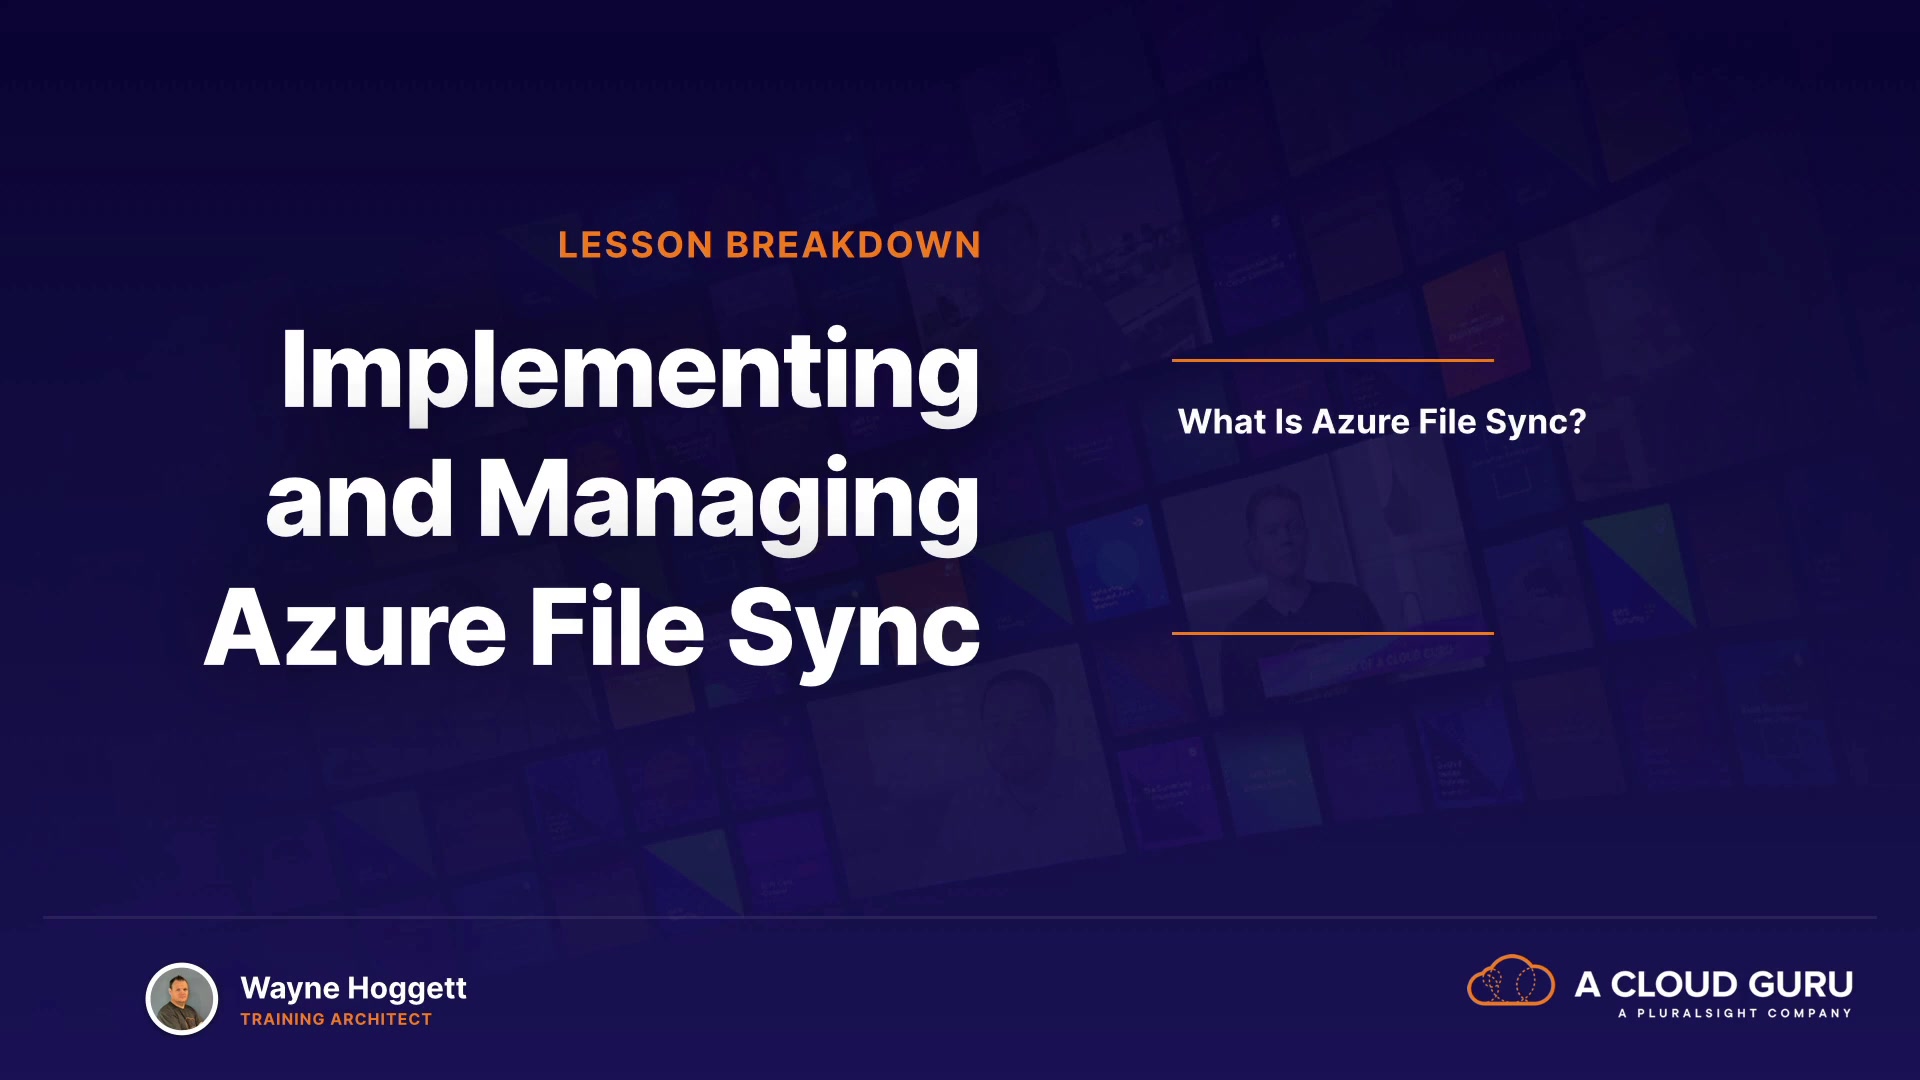 LESSON BREAKDOWN
Implementing
and Managing
Azure File Sync
What Is Azure File Sync?
Wayne Hoggett
TRAINING ARCHITECT
A CLOUD GURU
A PLURALSIGHT COMPANY